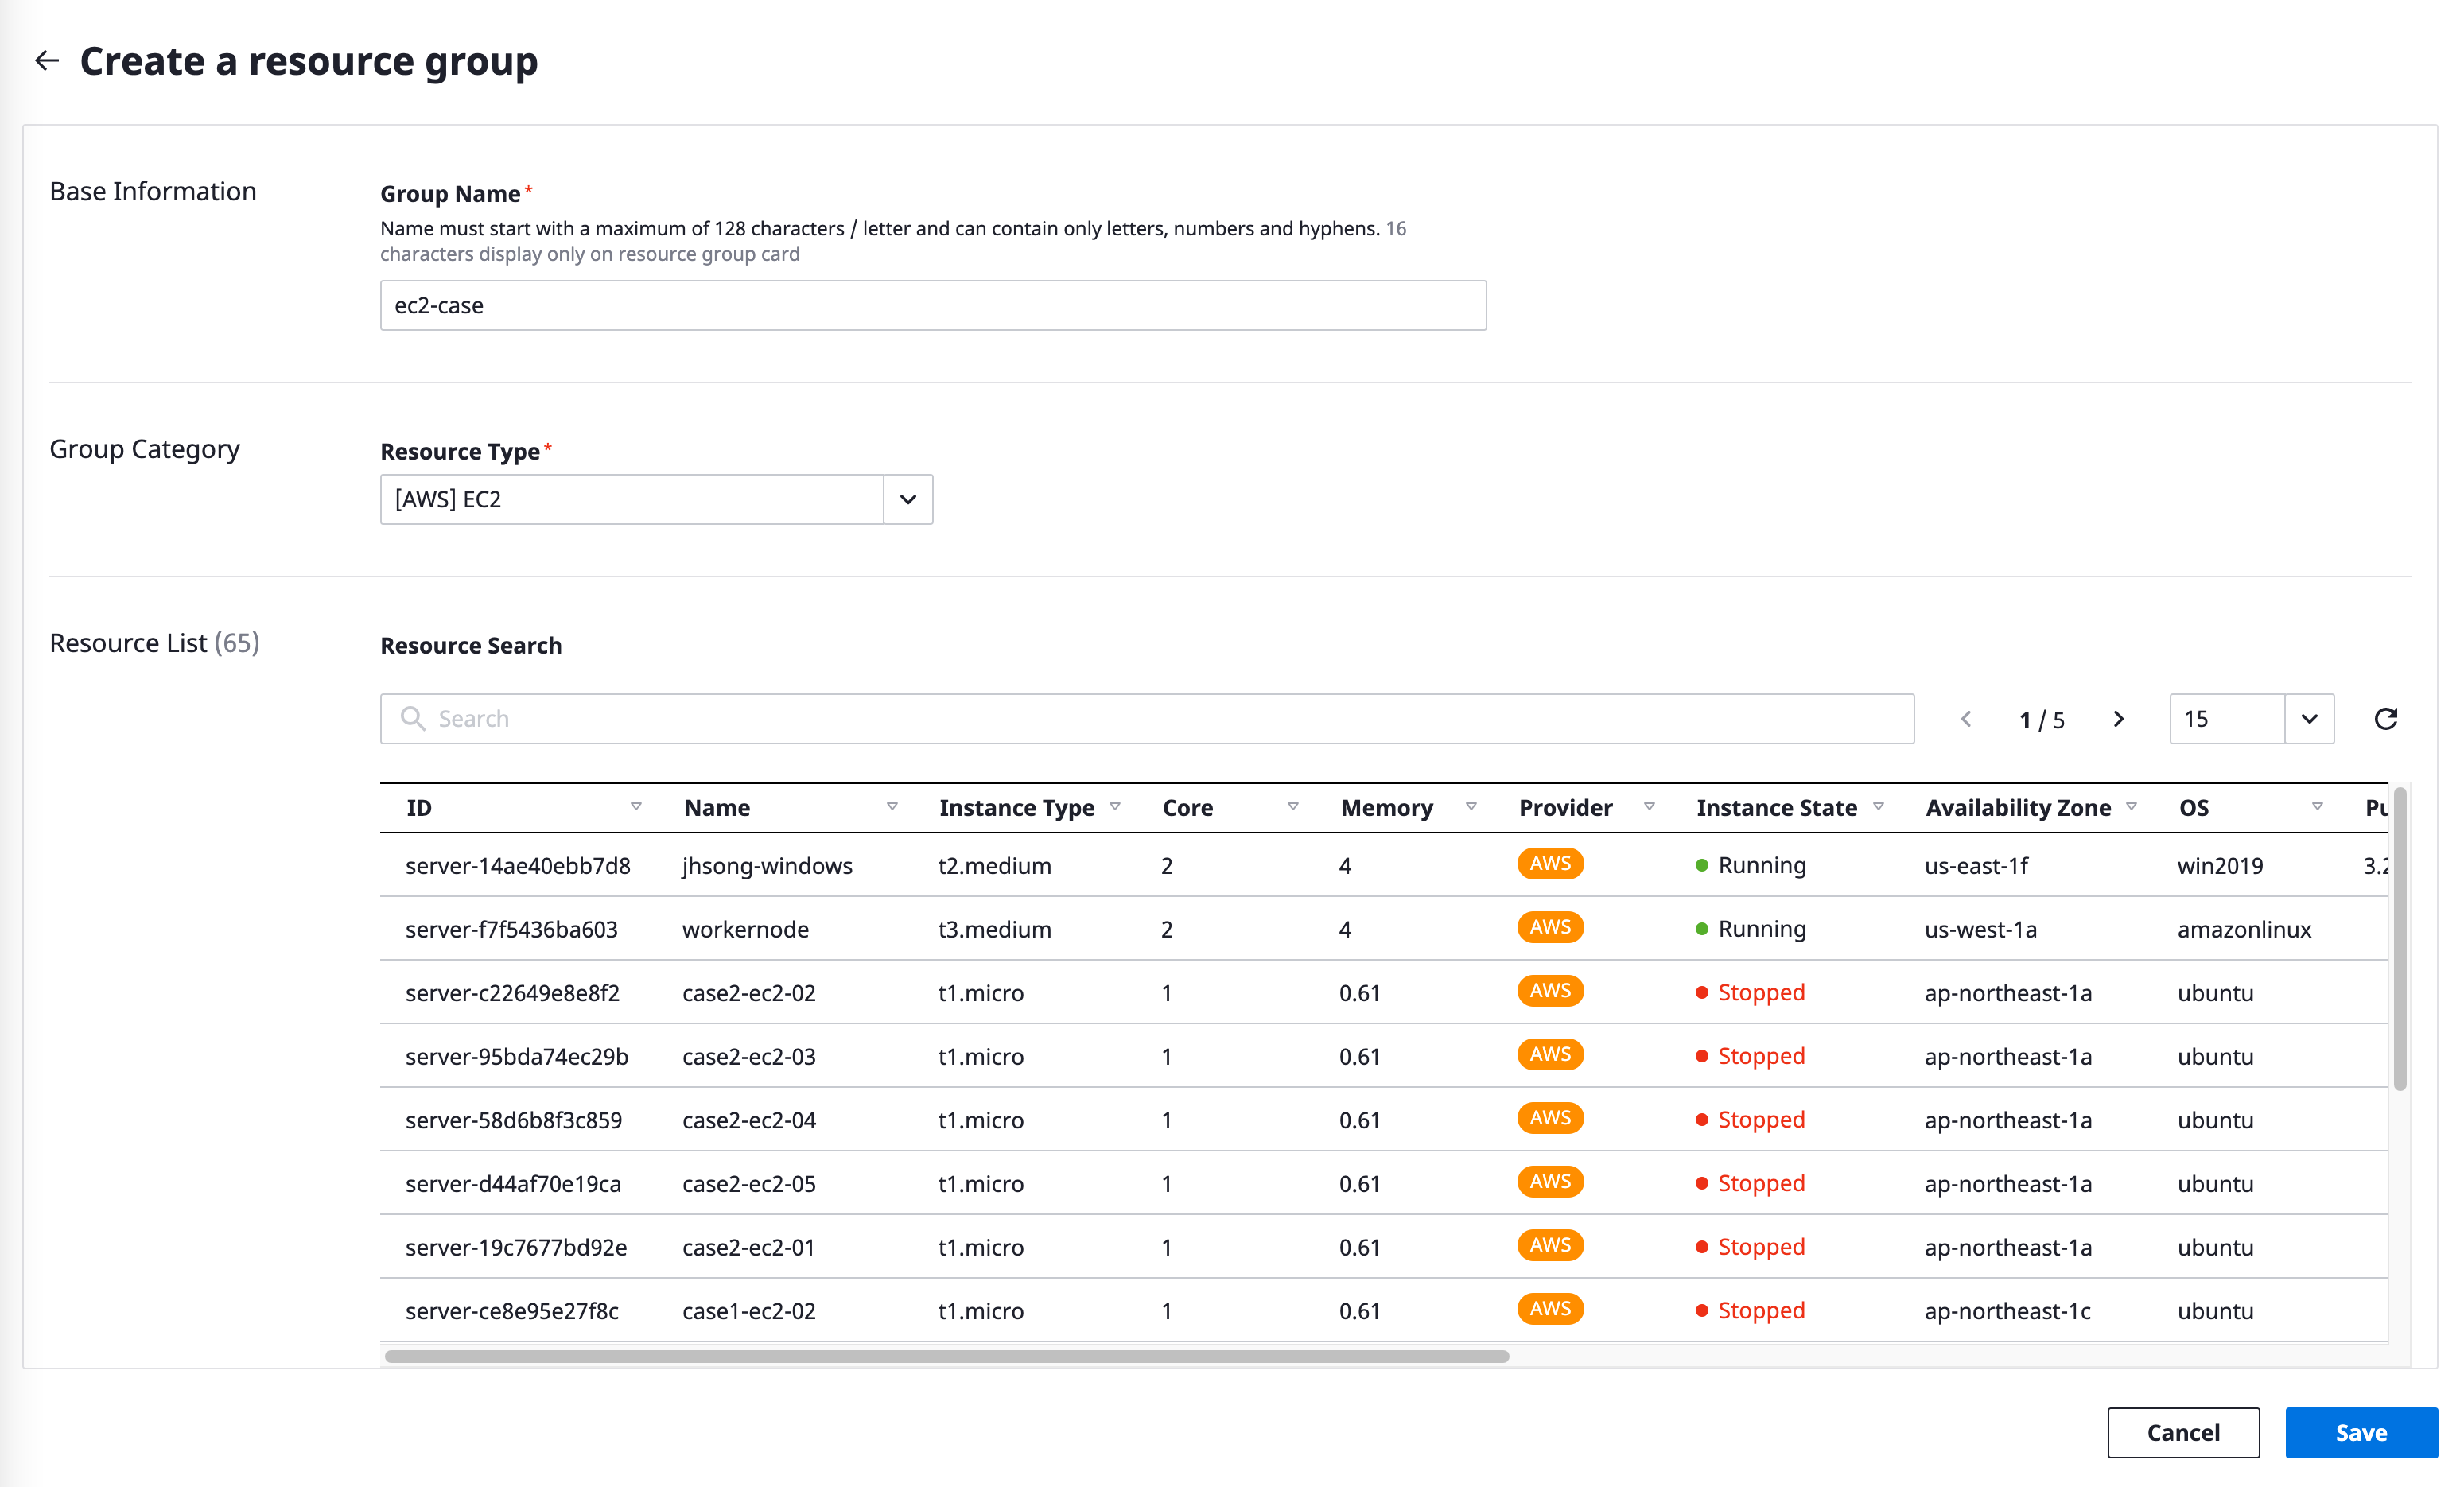 Create a resource group
Base Information
Group Name*
Name must start with a maximum of 128 characters / letter and can contain only letters, numbers and hyphens. 16
characters display only on resource group card
ec2-case
Group Category
Resource Type*
[AWS] EC2
Resource List (65)
Resource Search
Search
1 / 5
15
ID Name Instance Type Core Memory Provider Instance State Availability Zone OS
server-14ae40ebb7d8 jhsong-windows t2.medium 2 4 AWS Running us-east-1f win2019
server-f7f5436ba603 workernode t3.medium 2 4 AWS Running us-west-1a amazonlinux
server-c22649e8e8f2 case2-ec2-02 t1.micro 1 0.61 AWS Stopped ap-northeast-1a ubuntu
server-95bda74ec29b case2-ec2-03 t1.micro 1 0.61 AWS Stopped ap-northeast-1a ubuntu
server-58d6b8f3c859 case2-ec2-04 t1.micro 1 0.61 AWS Stopped ap-northeast-1a ubuntu
server-d44af70e19ca case2-ec2-05 t1.micro 1 0.61 AWS Stopped ap-northeast-1a ubuntu
server-19c7677bd92e case2-ec2-01 t1.micro 1 0.61 AWS Stopped ap-northeast-1a ubuntu
server-ce8e95e27f8c case1-ec2-02 t1.micro 1 0.61 AWS Stopped ap-northeast-1c ubuntu
Cancel Save